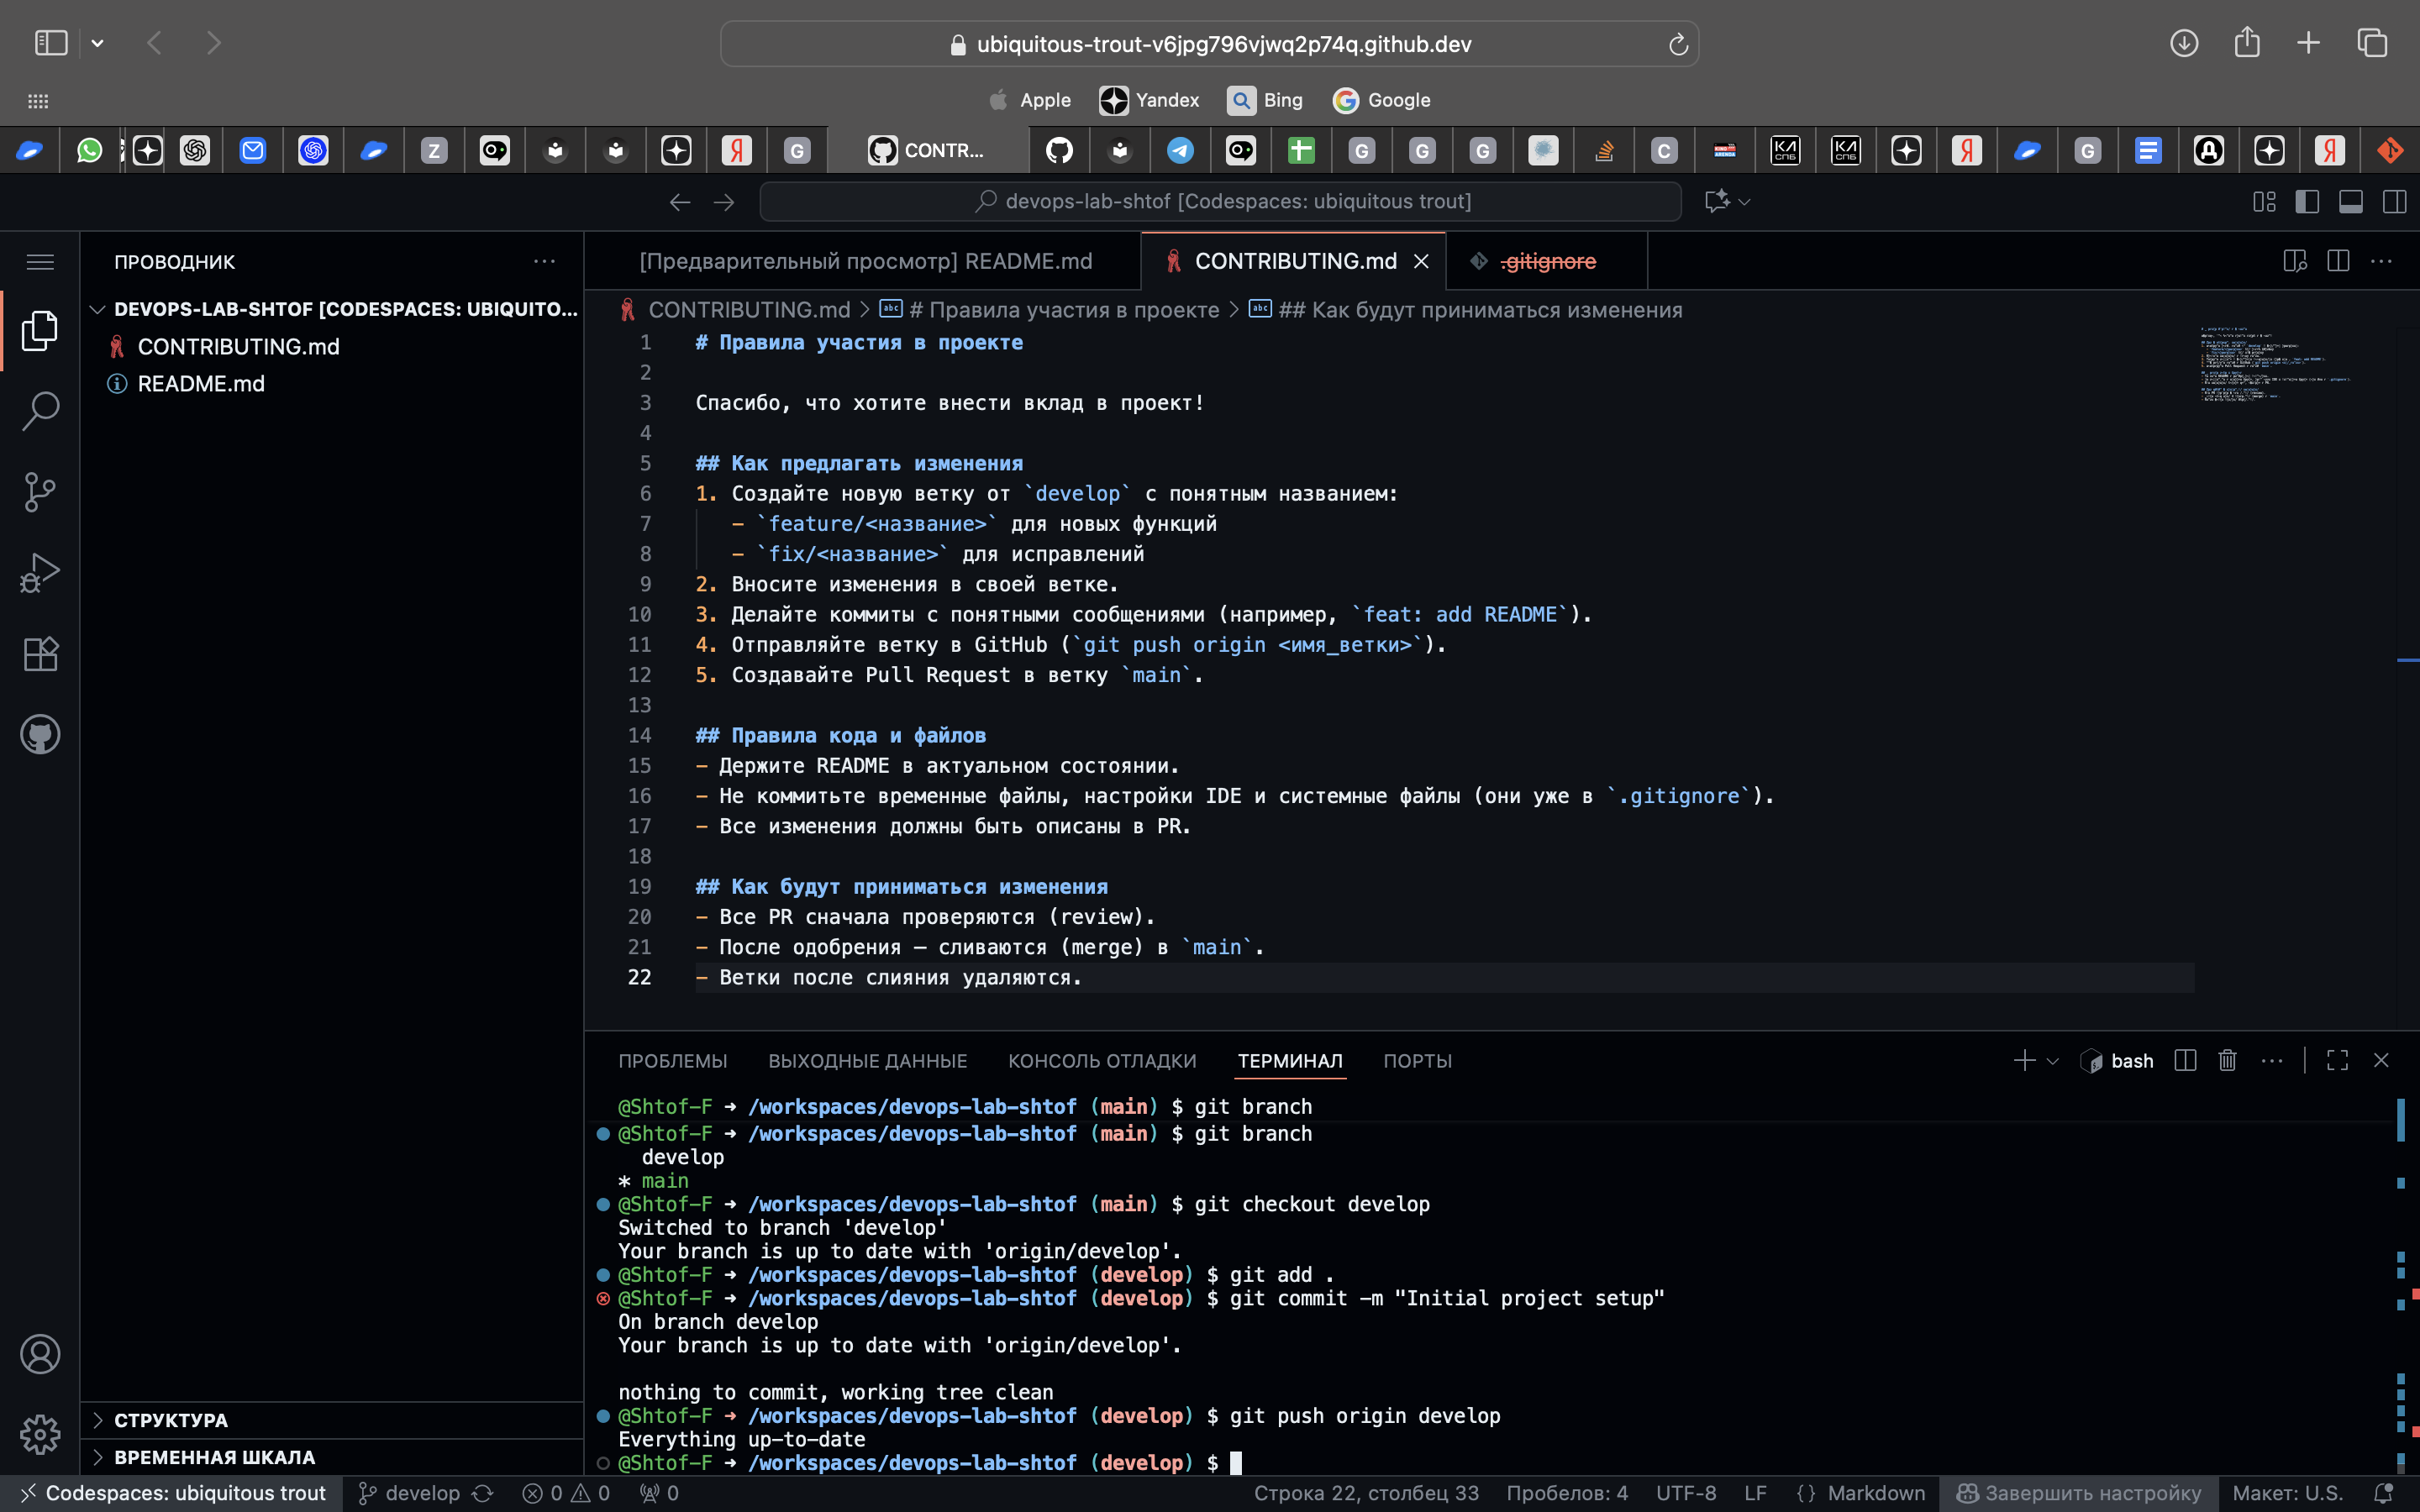 ubiquitous-trout-v6jpg796vjwq2p74q.github.dev
Apple
Yandex
Bing
Google
CONTR...
devops-lab-shtof [Codespaces: ubiquitous trout]
ПРОВОДНИК
DEVOPS-LAB-SHTOF [CODESPACES: UBIQUITO...
CONTRIBUTING.md
README.md
СТРУКТУРА
ВРЕМЕННАЯ ШКАЛА
[Предварительный просмотр] README.md
CONTRIBUTING.md
.gitignore
CONTRIBUTING.md > # Правила участия в проекте > ## Как будут приниматься изменения
1 # Правила участия в проекте
2
3 Спасибо, что хотите внести вклад в проект!
4
5 ## Как предлагать изменения
6 1. Создайте новую ветку от `develop` с понятным названием:
7 - `feature/<название>` для новых функций
8 - `fix/<название>` для исправлений
9 2. Вносите изменения в своей ветке.
10 3. Делайте коммиты с понятными сообщениями (например, `feat: add README`).
11 4. Отправляйте ветку в GitHub (`git push origin <имя_ветки>`).
12 5. Создавайте Pull Request в ветку `main`.
13
14 ## Правила кода и файлов
15 - Держите README в актуальном состоянии.
16 - Не коммитьте временные файлы, настройки IDE и системные файлы (они уже в `.gitignore`).
17 - Все изменения должны быть описаны в PR.
18
19 ## Как будут приниматься изменения
20 - Все PR сначала проверяются (review).
21 - После одобрения — сливаются (merge) в `main`.
22 - Ветки после слияния удаляются.
ПРОБЛЕМЫ
ВЫХОДНЫЕ ДАННЫЕ
КОНСОЛЬ ОТЛАДКИ
ТЕРМИНАЛ
ПОРТЫ
bash
@Shtof-F ➜ /workspaces/devops-lab-shtof (main) $ git branch
@Shtof-F ➜ /workspaces/devops-lab-shtof (main) $ git branch
develop
* main
@Shtof-F ➜ /workspaces/devops-lab-shtof (main) $ git checkout develop
Switched to branch 'develop'
Your branch is up to date with 'origin/develop'.
@Shtof-F ➜ /workspaces/devops-lab-shtof (develop) $ git add .
@Shtof-F ➜ /workspaces/devops-lab-shtof (develop) $ git commit -m "Initial project setup"
On branch develop
Your branch is up to date with 'origin/develop'.
nothing to commit, working tree clean
@Shtof-F ➜ /workspaces/devops-lab-shtof (develop) $ git push origin develop
Everything up-to-date
@Shtof-F ➜ /workspaces/devops-lab-shtof (develop) $
Codespaces: ubiquitous trout
develop
0
0
0
Строка 22, столбец 33
Пробелов: 4
UTF-8
LF
{ } Markdown
Завершить настройку
Макет: U.S.